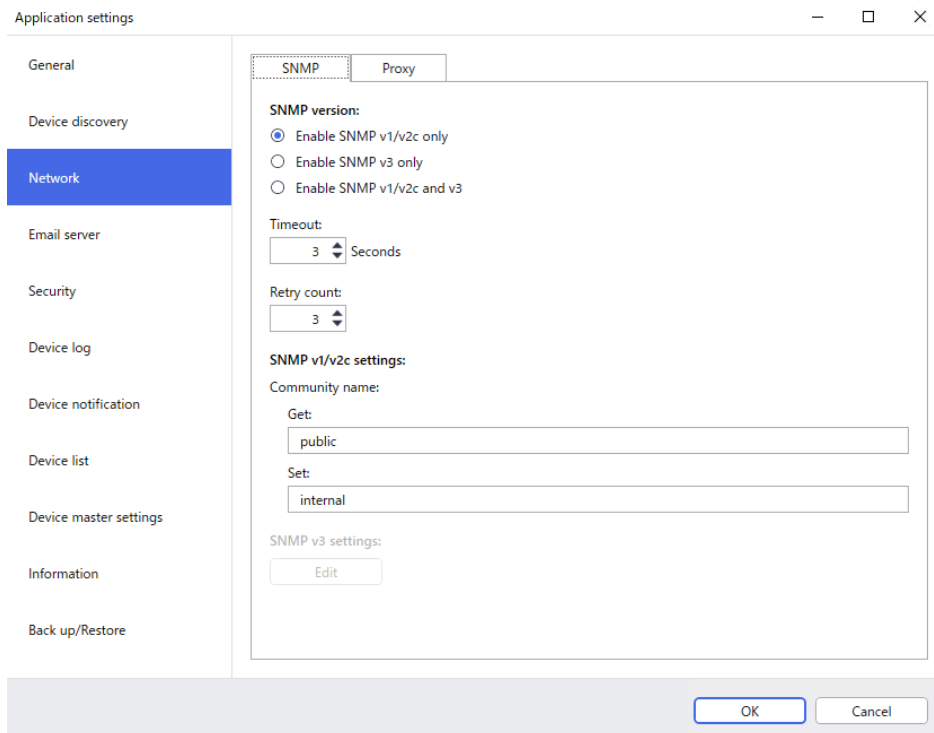 Application settings
General
Device discovery
Network
Email server
Security
Device log
Device notification
Device list
Device master settings
Information
Back up/Restore
SNMP
Proxy
SNMP version:
Enable SNMP v1/v2c only
Enable SNMP v3 only
Enable SNMP v1/v2c and v3
Timeout:
3 Seconds
Retry count:
3
SNMP v1/v2c settings:
Community name:
Get:
public
Set:
internal
SNMP v3 settings:
Edit
OK
Cancel